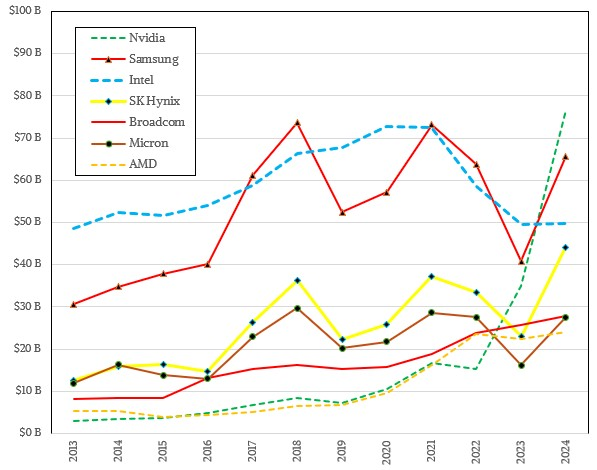 $100 B
$90 B
$80 B
$70 B
$60 B
$50 B
$40 B
$30 B
$20 B
$10 B
$0 B
Nvidia
Samsung
Intel
SK Hynix
Broadcom
Micron
AMD
2013
2014
2015
2016
2017
2018
2019
2020
2021
2022
2023
2024